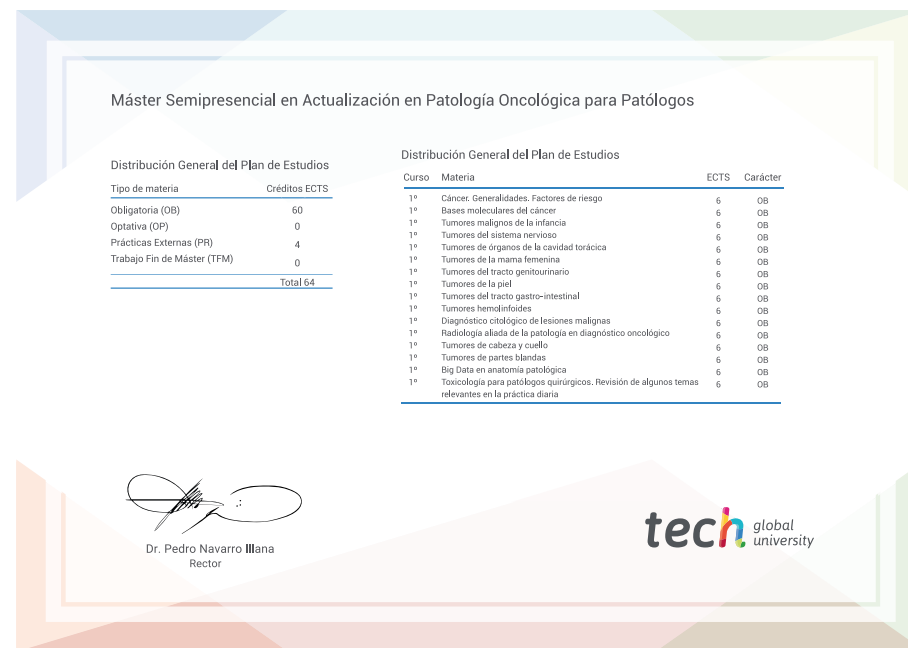 Máster Semipresencial en Actualización en Patología Oncológica para Patólogos
Distribución General del Plan de Estudios
Tipo de materia Créditos ECTS
Obligatoria (OB) 60
Optativa (OP) 0
Prácticas Externas (PR) 4
Trabajo Fin de Máster (TFM) 0
Total 64
Distribución General del Plan de Estudios
Curso Materia ECTS Carácter
1º Cáncer. Generalidades. Factores de riesgo 6 OB
1º Bases moleculares del cáncer 6 OB
1º Tumores malignos de la infancia 6 OB
1º Tumores del sistema nervioso 6 OB
1º Tumores de órganos de la cavidad torácica 6 OB
1º Tumores de la mama femenina 6 OB
1º Tumores del tracto genitourinario 6 OB
1º Tumores de la piel 6 OB
1º Tumores del tracto gastro-intestinal 6 OB
1º Tumores hemolinfoides 6 OB
1º Diagnóstico citológico de lesiones malignas 6 OB
1º Radiología aliada de la patología en diagnóstico oncológico 6 OB
1º Tumores de cabeza y cuello 6 OB
1º Tumores de partes blandas 6 OB
1º Big Data en anatomía patológica 6 OB
1º Toxicología para patólogos quirúrgicos. Revisión de algunos temas 6 OB
relevantes en la práctica diaria
Dr. Pedro Navarro Illana
Rector
tech global
university